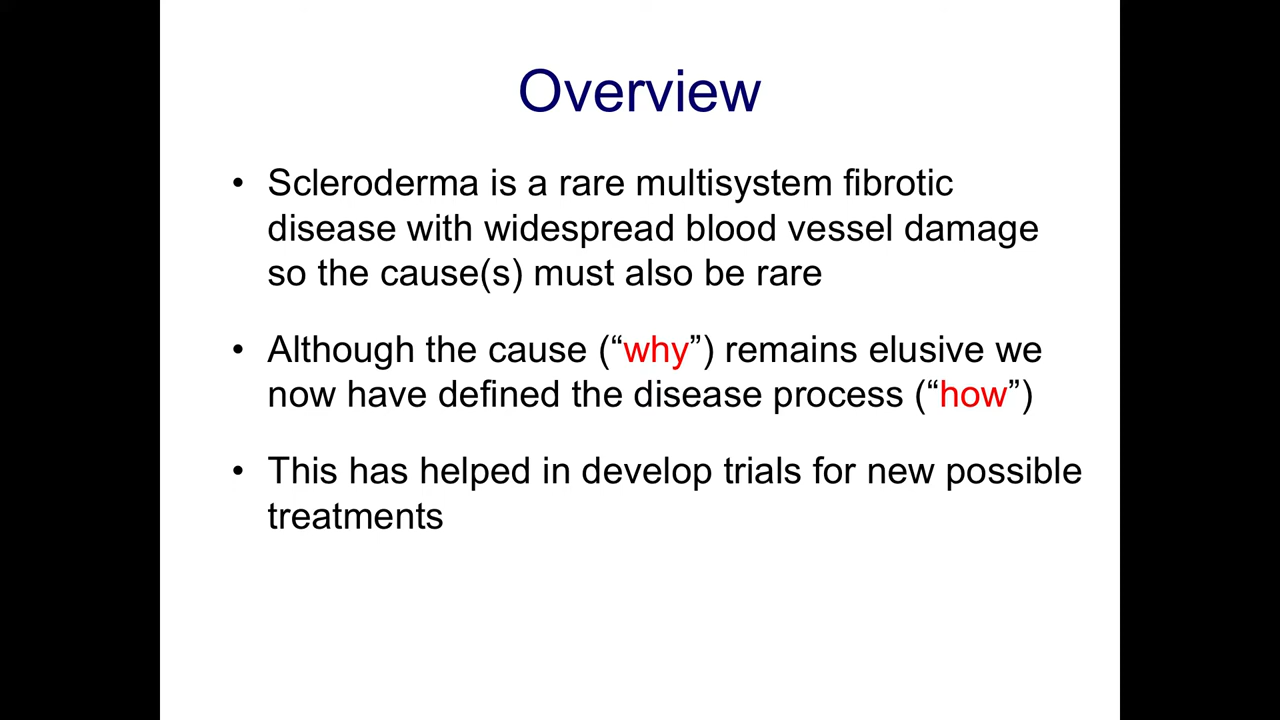 Overview
• Scleroderma is a rare multisystem fibrotic
disease with widespread blood vessel damage
so the cause(s) must also be rare
• Although the cause (“why”) remains elusive we
now have defined the disease process (“how”)
• This has helped in develop trials for new possible
treatments